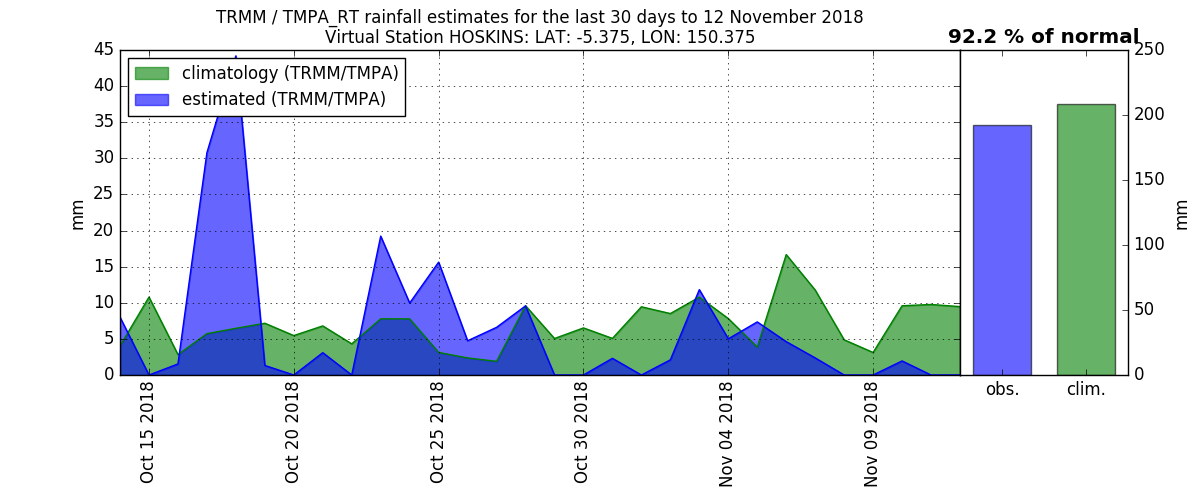 TRMM / TMPA_RT rainfall estimates for the last 30 days to 12 November 2018
Virtual Station HOSKINS: LAT: -5.375, LON: 150.375
92.2 % of normal
climatology (TRMM/TMPA)
estimated (TRMM/TMPA)
45
40
35
30
25
20
15
10
5
0
mm
Oct 15 2018
Oct 20 2018
Oct 25 2018
Oct 30 2018
Nov 04 2018
Nov 09 2018
250
200
150
100
50
0
mm
obs.
clim.